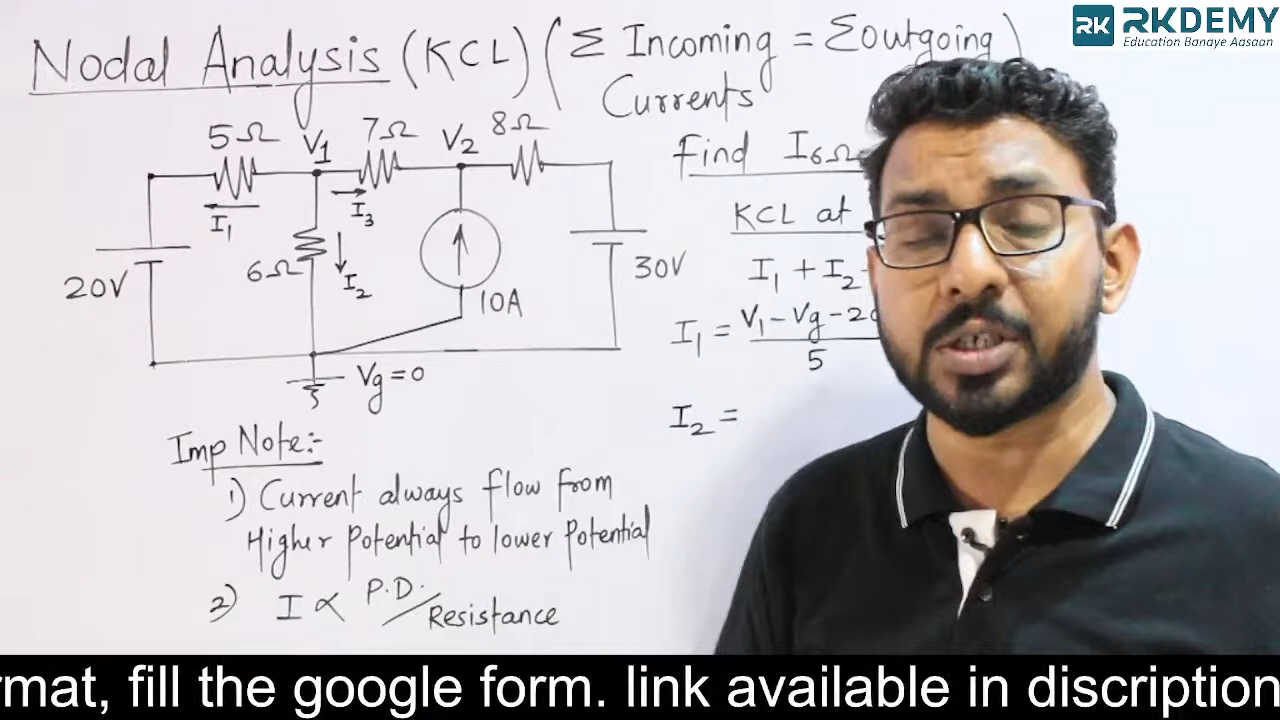 Nodal Analysis (KCL) (Σ Incoming = Σoutgoing)
Currents
RK RKDEMY
Education Banaye Aasaan
5Ω V1 7Ω V2 8Ω
I1 I3
6Ω I2
20V 10A 30V
Vg=0
Find I6Ω
KCL at
I1 + I2
I1 = V1 - Vg - 20
5
I2 =
Imp Note:-
1) Current always flow from
Higher Potential to lower Potential
2) I ∝ P.D./Resistance
rmat, fill the google form. link available in discription